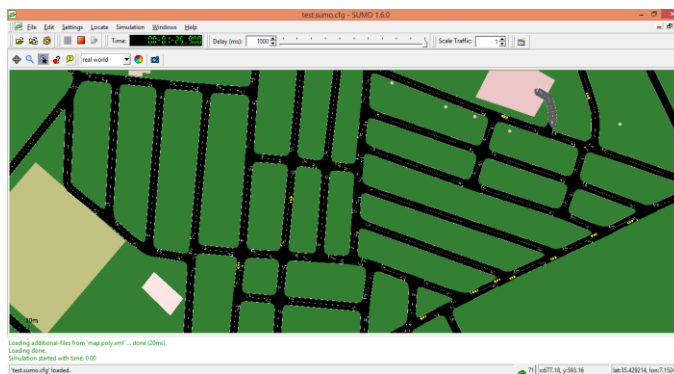 test.sumo.cfg - SUMO 1.6.0
File Edit Settings Locate Simulation Windows Help
Time: 00:01:25.900 Delay (ms): 1000 Scale Traffic: 1
real world
10m
Loading additional-files from 'map.poly.xml' ... done (20ms).
Loading done.
Simulation started with time: 0.00
'test.sumo.cfg' loaded.
71 x:677.18, y:593.16 lat:35.429214, lon:7.152